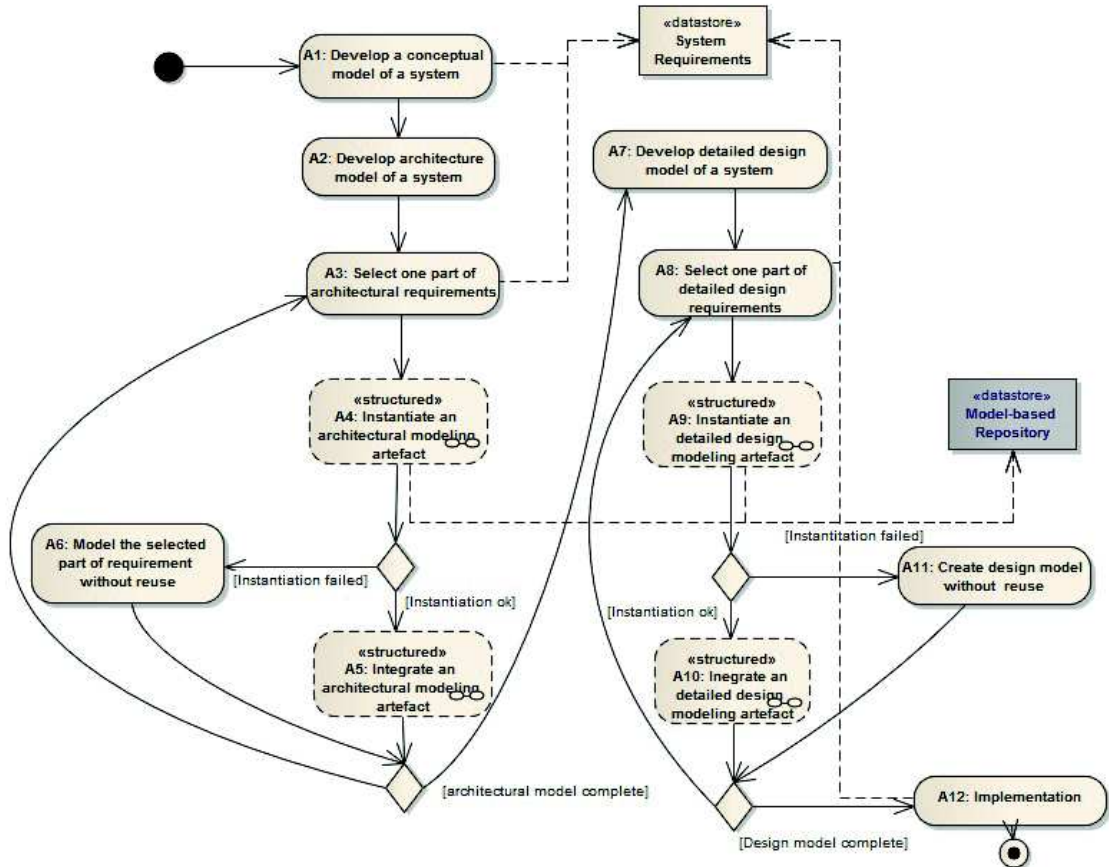 A1: Develop a conceptual
model of a system
«datastore»
System
Requirements
A2: Develop architecture
model of a system
A7: Develop detailed design
model of a system
A3: Select one part of
architectural requirements
A8: Select one part of
detailed design
requirements
«structured»
A4: Instantiate an
architectural modeling
artefact
«structured»
A9: Instantiate an
detailed design
modeling artefact
«datastore»
Model-based
Repository
A6: Model the selected
part of requirement
without reuse
[Instantiation failed]
[Instantiation ok]
[Instantitation failed]
A11: Create design model
without reuse
[Instantiation ok]
«structured»
A5: Integrate an
architectural modeling
artefact
«structured»
A10: Inegrate an
detailed design
modeling artefact
[architectural model complete]
A12: Implementation
[Design model complete]